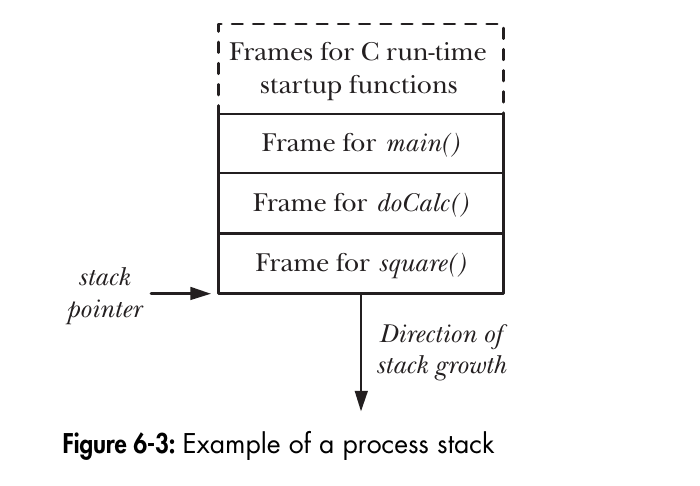 Frames for C run-time
startup functions
Frame for main()
Frame for doCalc()
Frame for square()
stack
pointer
Direction of
stack growth
Figure 6-3: Example of a process stack